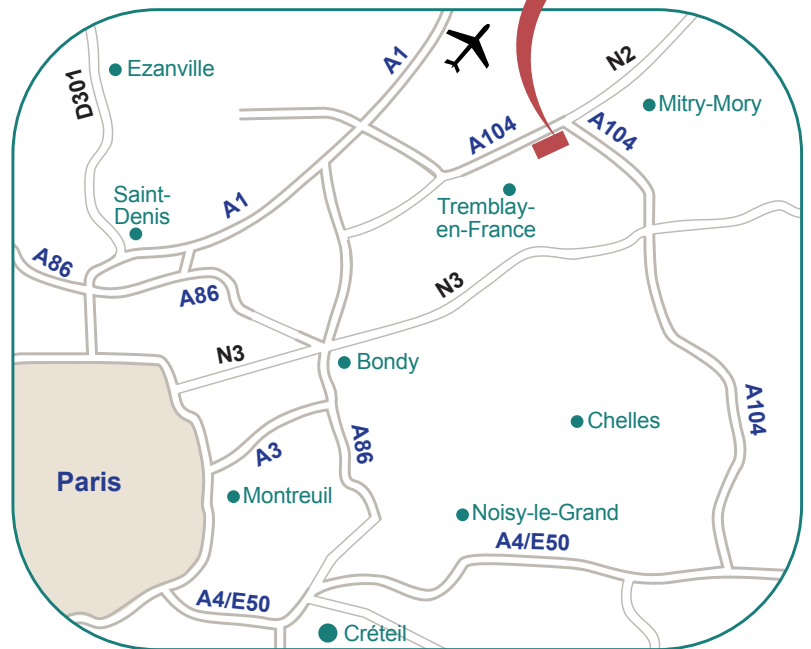 A1
N2
D301
Ezanville
Mitry-Mory
A104
A104
Saint-
Denis
A1
Tremblay-
en-France
A86
A86
N3
N3
Bondy
A104
Chelles
A3
A86
Paris
Montreuil
Noisy-le-Grand
A4/E50
A4/E50
Créteil